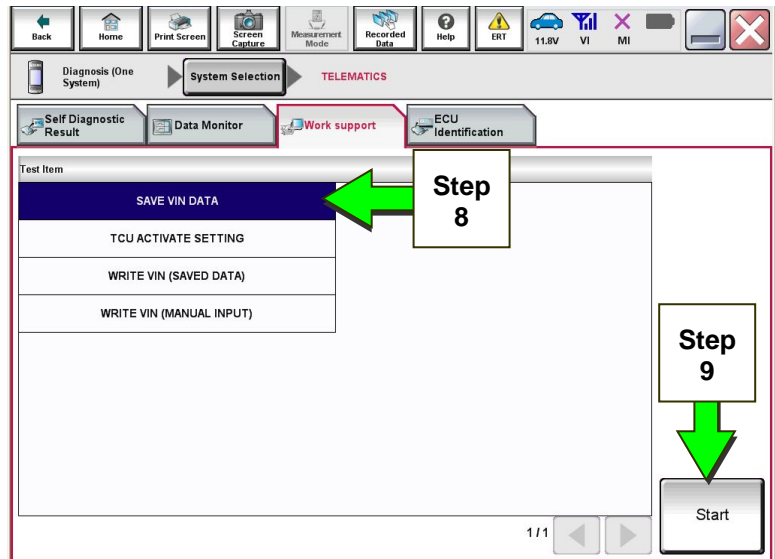 Back
Home
Print Screen
Screen
Capture
Measurement
Mode
Recorded
Data
Help
ERT
11.8V
VI
MI
Diagnosis (One
System)
System Selection
TELEMATICS
Self Diagnostic
Result
Data Monitor
Work support
ECU
Identification
Test Item
Step
8
SAVE VIN DATA
TCU ACTIVATE SETTING
WRITE VIN (SAVED DATA)
WRITE VIN (MANUAL INPUT)
Step
9
Start
1/1